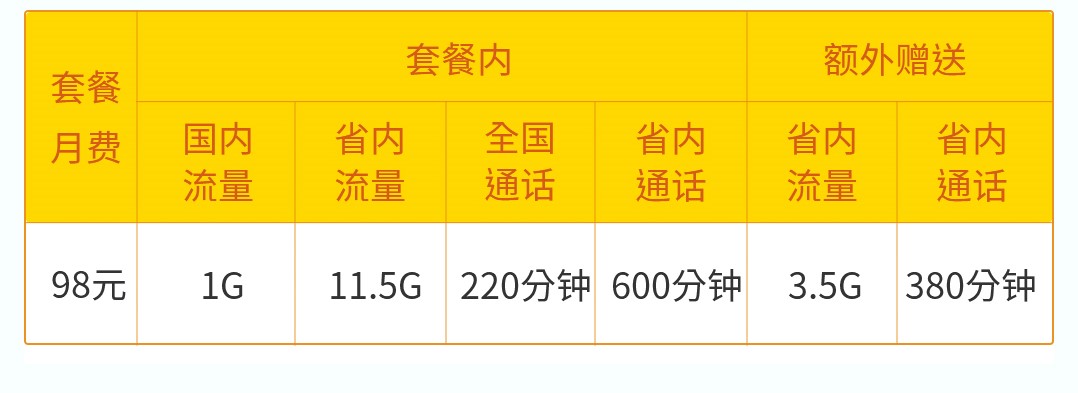 套餐内 额外赠送
套餐
月费
国内 省内 全国 省内 省内 省内
流量 流量 通话 通话 流量 通话
98元 1G 11.5G 220分钟 600分钟 3.5G 380分钟